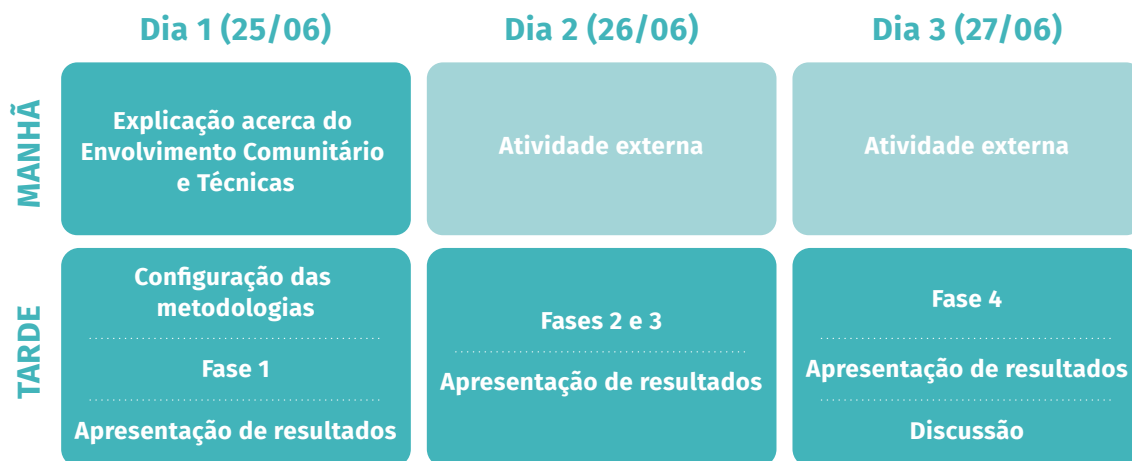 Dia 1 (25/06)
Dia 2 (26/06)
Dia 3 (27/06)
MANHÃ
Explicação acerca do
Envolvimento Comunitário
e Técnicas
Atividade externa
Atividade externa
TARDE
Configuração das
metodologias
Fase 1
Apresentação de resultados
Fases 2 e 3
Apresentação de resultados
Fase 4
Apresentação de resultados
Discussão